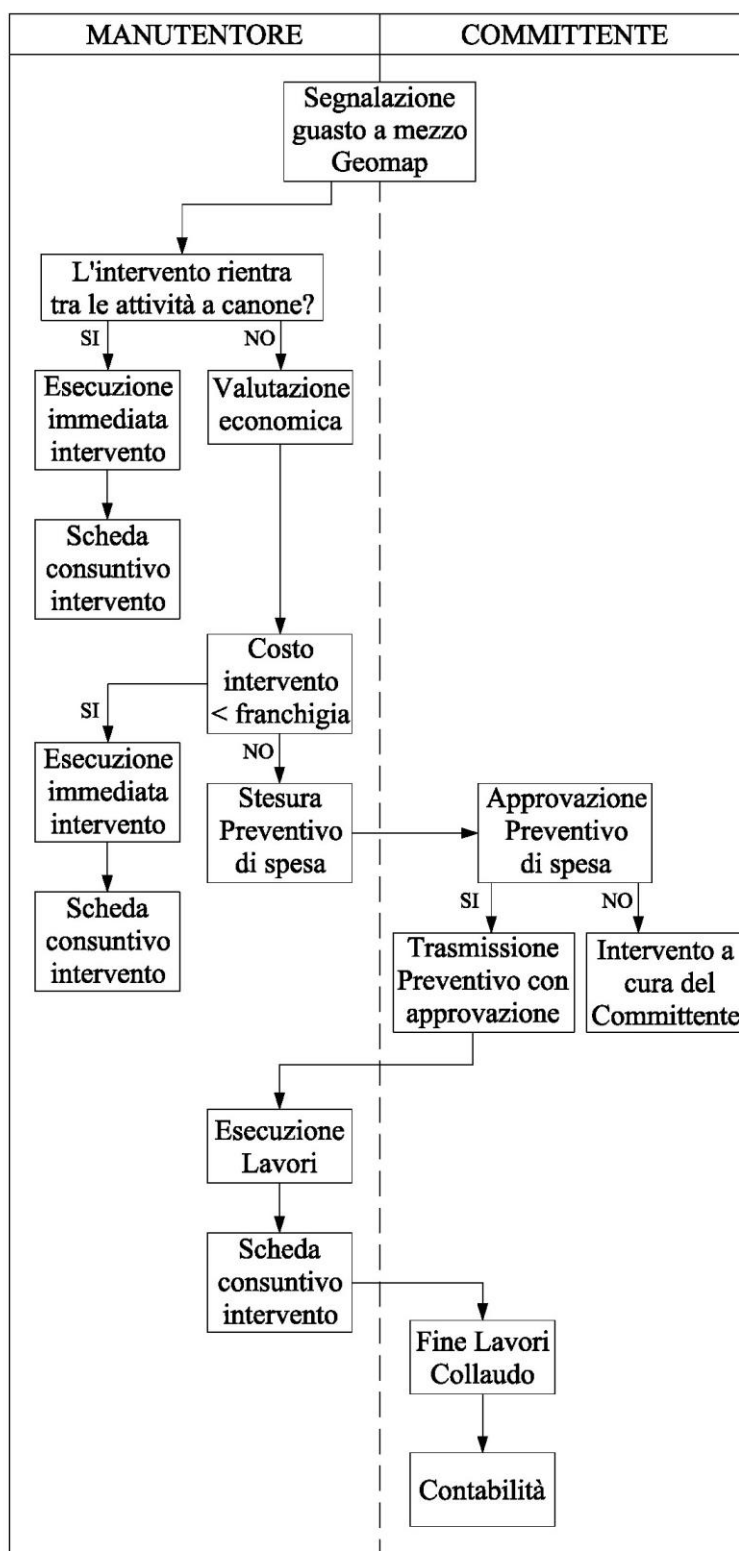 MANUTENTORE
COMMITTENTE
Segnalazione
guasto a mezzo
Geomap
L'intervento rientra
tra le attività a canone?
SI
NO
Esecuzione
immediata
intervento
Valutazione
economica
Scheda
consuntivo
intervento
Costo
intervento
< franchigia
SI
NO
Esecuzione
immediata
intervento
Stesura
Preventivo
di spesa
Approvazione
Preventivo
di spesa
Scheda
consuntivo
intervento
SI
NO
Trasmissione
Preventivo con
approvazione
Intervento a
cura del
Committente
Esecuzione
Lavori
Scheda
consuntivo
intervento
Fine Lavori
Collaudo
Contabilità